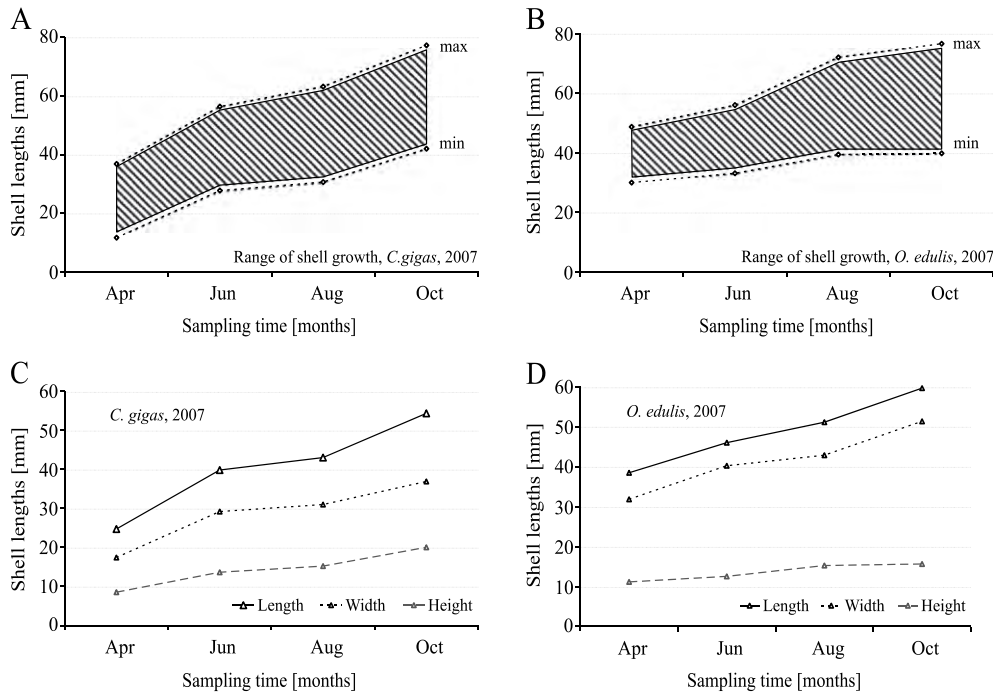 A
Shell lengths [mm]
80
60
40
20
0
max
min
Range of shell growth, C.gigas, 2007
Apr Jun Aug Oct
Sampling time [months]
B
Shell lengths [mm]
80
60
40
20
0
max
min
Range of shell growth, O. edulis, 2007
Apr Jun Aug Oct
Sampling time [months]
C
Shell lengths [mm]
60
50
40
30
20
10
0
C. gigas, 2007
Length Width Height
Apr Jun Aug Oct
Sampling time [months]
D
Shell lengths [mm]
60
50
40
30
20
10
0
O. edulis, 2007
Length Width Height
Apr Jun Aug Oct
Sampling time [months]